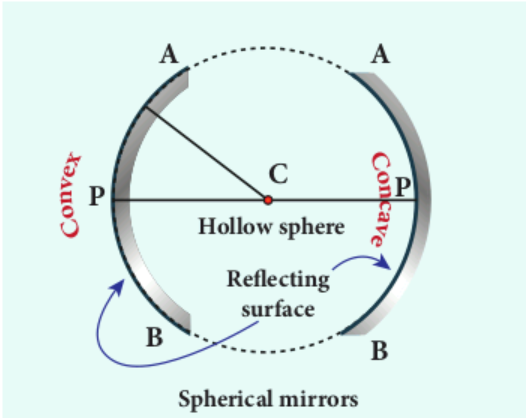 A
A
Convex
P
C
Concave
P
Hollow sphere
Reflecting
surface
B
B
Spherical mirrors